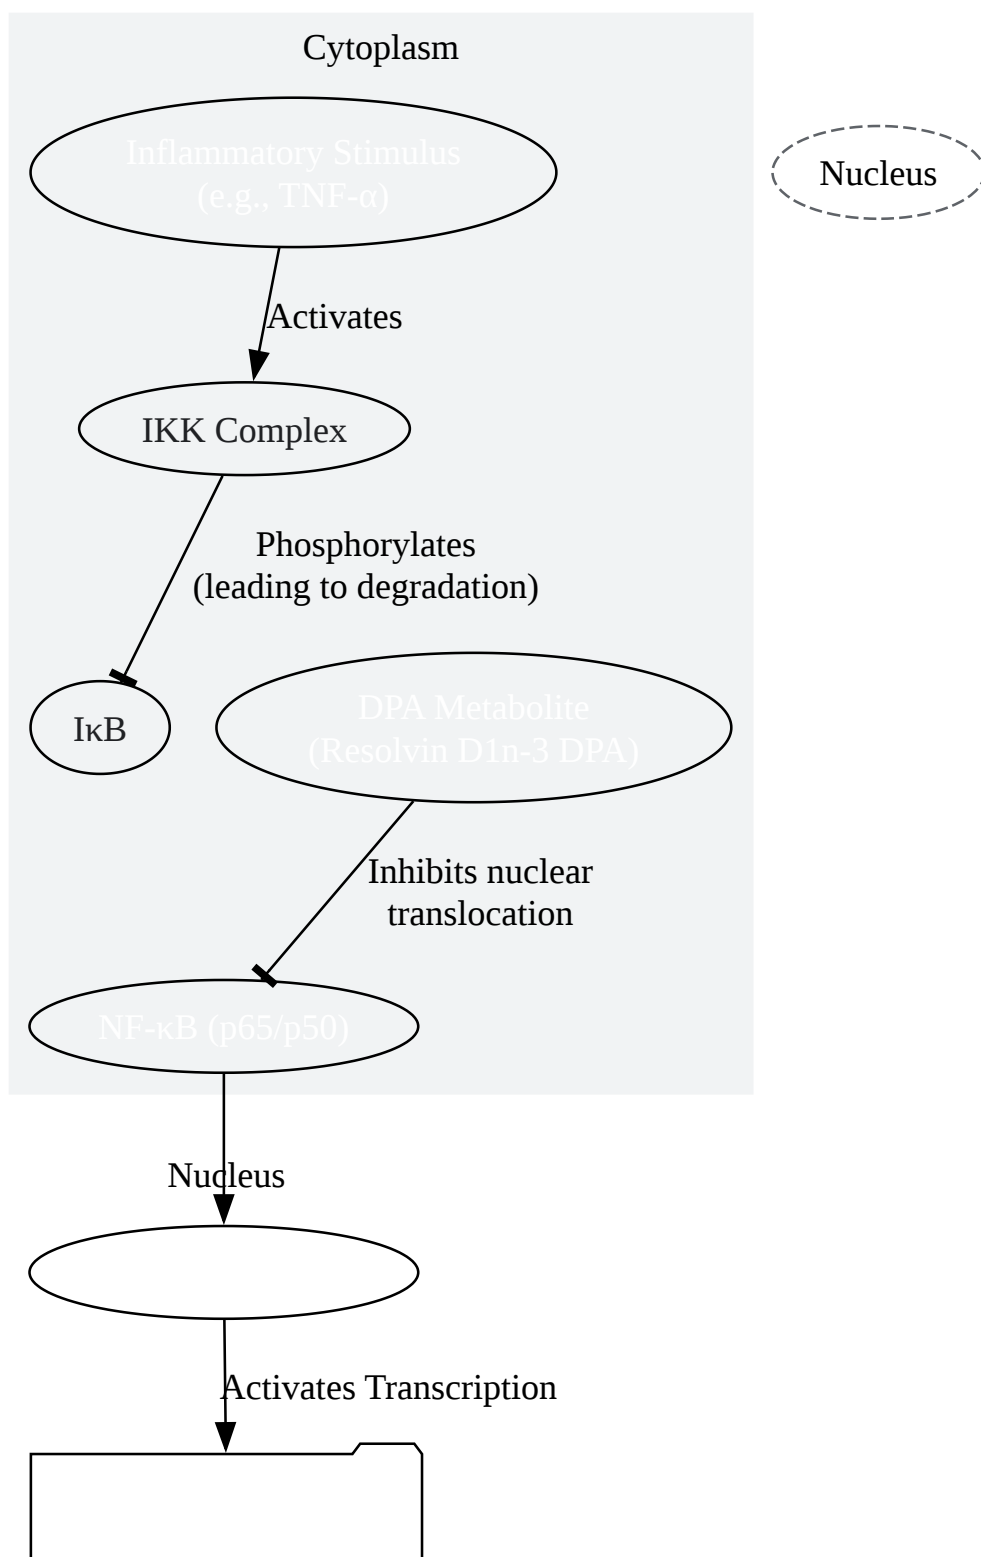 Cytoplasm
Inflammatory Stimulus
(e.g., TNF-α)
Nucleus
Activates
IKK Complex
Phosphorylates
(leading to degradation)
IκB
DPA Metabolite
(Resolvin D1n-3 DPA)
Inhibits nuclear
translocation
NF-κB (p65/p50)
Nucleus
Activates Transcription